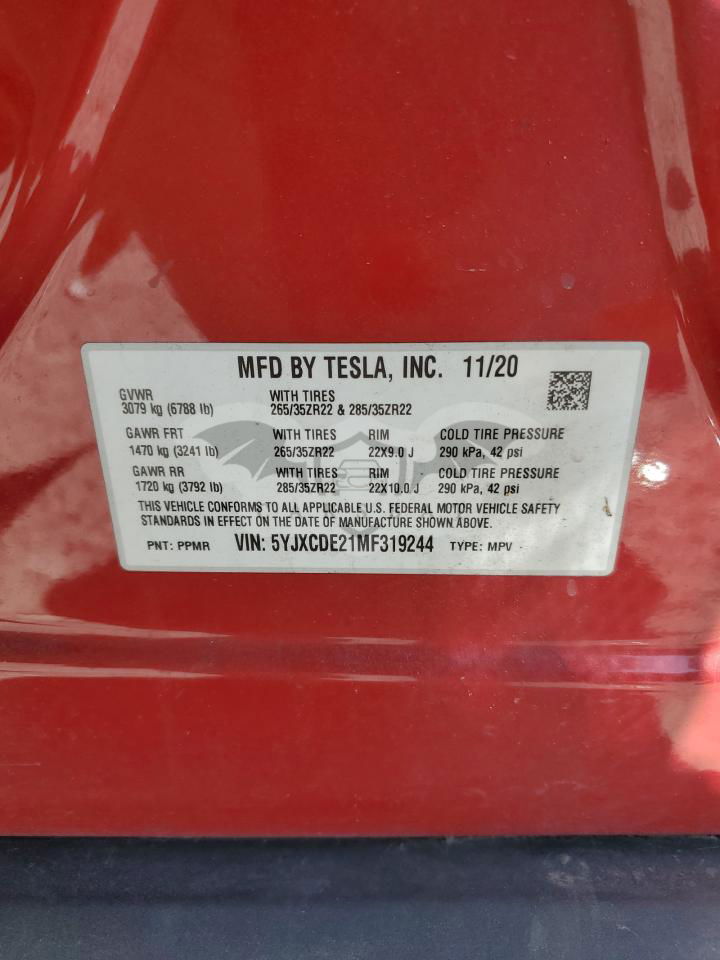 MFD BY TESLA, INC. 11/20
GVWR WITH TIRES
3079 kg (6788 lb) 265/35ZR22 & 285/35ZR22
GAWR FRT WITH TIRES RIM COLD TIRE PRESSURE
1470 kg (3241 lb) 265/35ZR22 22X9.0 J 290 kPa, 42 psi
GAWR RR WITH TIRES RIM COLD TIRE PRESSURE
1720 kg (3792 lb) 285/35ZR22 22X10.0 J 290 kPa, 42 psi
THIS VEHICLE CONFORMS TO ALL APPLICABLE U.S. FEDERAL MOTOR VEHICLE SAFETY
STANDARDS IN EFFECT ON THE DATE OF MANUFACTURE SHOWN ABOVE.
PNT: PPMR VIN: 5YJXCDE21MF319244 TYPE: MPV